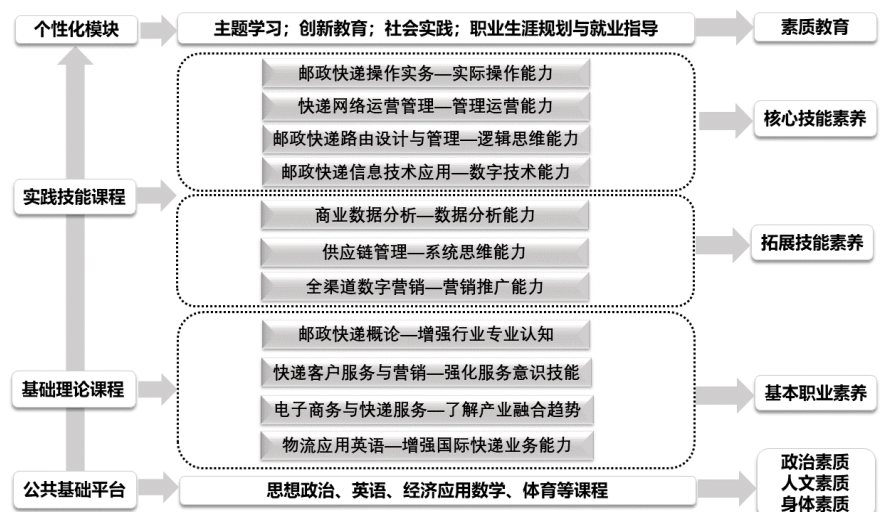 个性化模块
主题学习；创新教育；社会实践；职业生涯规划与就业指导
素质教育
邮政快递操作实务—实际操作能力
快递网络运营管理—管理运营能力
邮政快递路由设计与管理—逻辑思维能力
邮政快递信息技术应用—数字技术能力
核心技能素养
实践技能课程
商业数据分析—数据分析能力
供应链管理—系统思维能力
全渠道数字营销—营销推广能力
拓展技能素养
基础理论课程
邮政快递概论—增强行业专业认知
快递客户服务与营销—强化服务意识技能
电子商务与快递服务—了解产业融合趋势
物流应用英语—增强国际快递业务能力
基本职业素养
公共基础平台
思想政治、英语、经济应用数学、体育等课程
政治素质
人文素质
身体素质